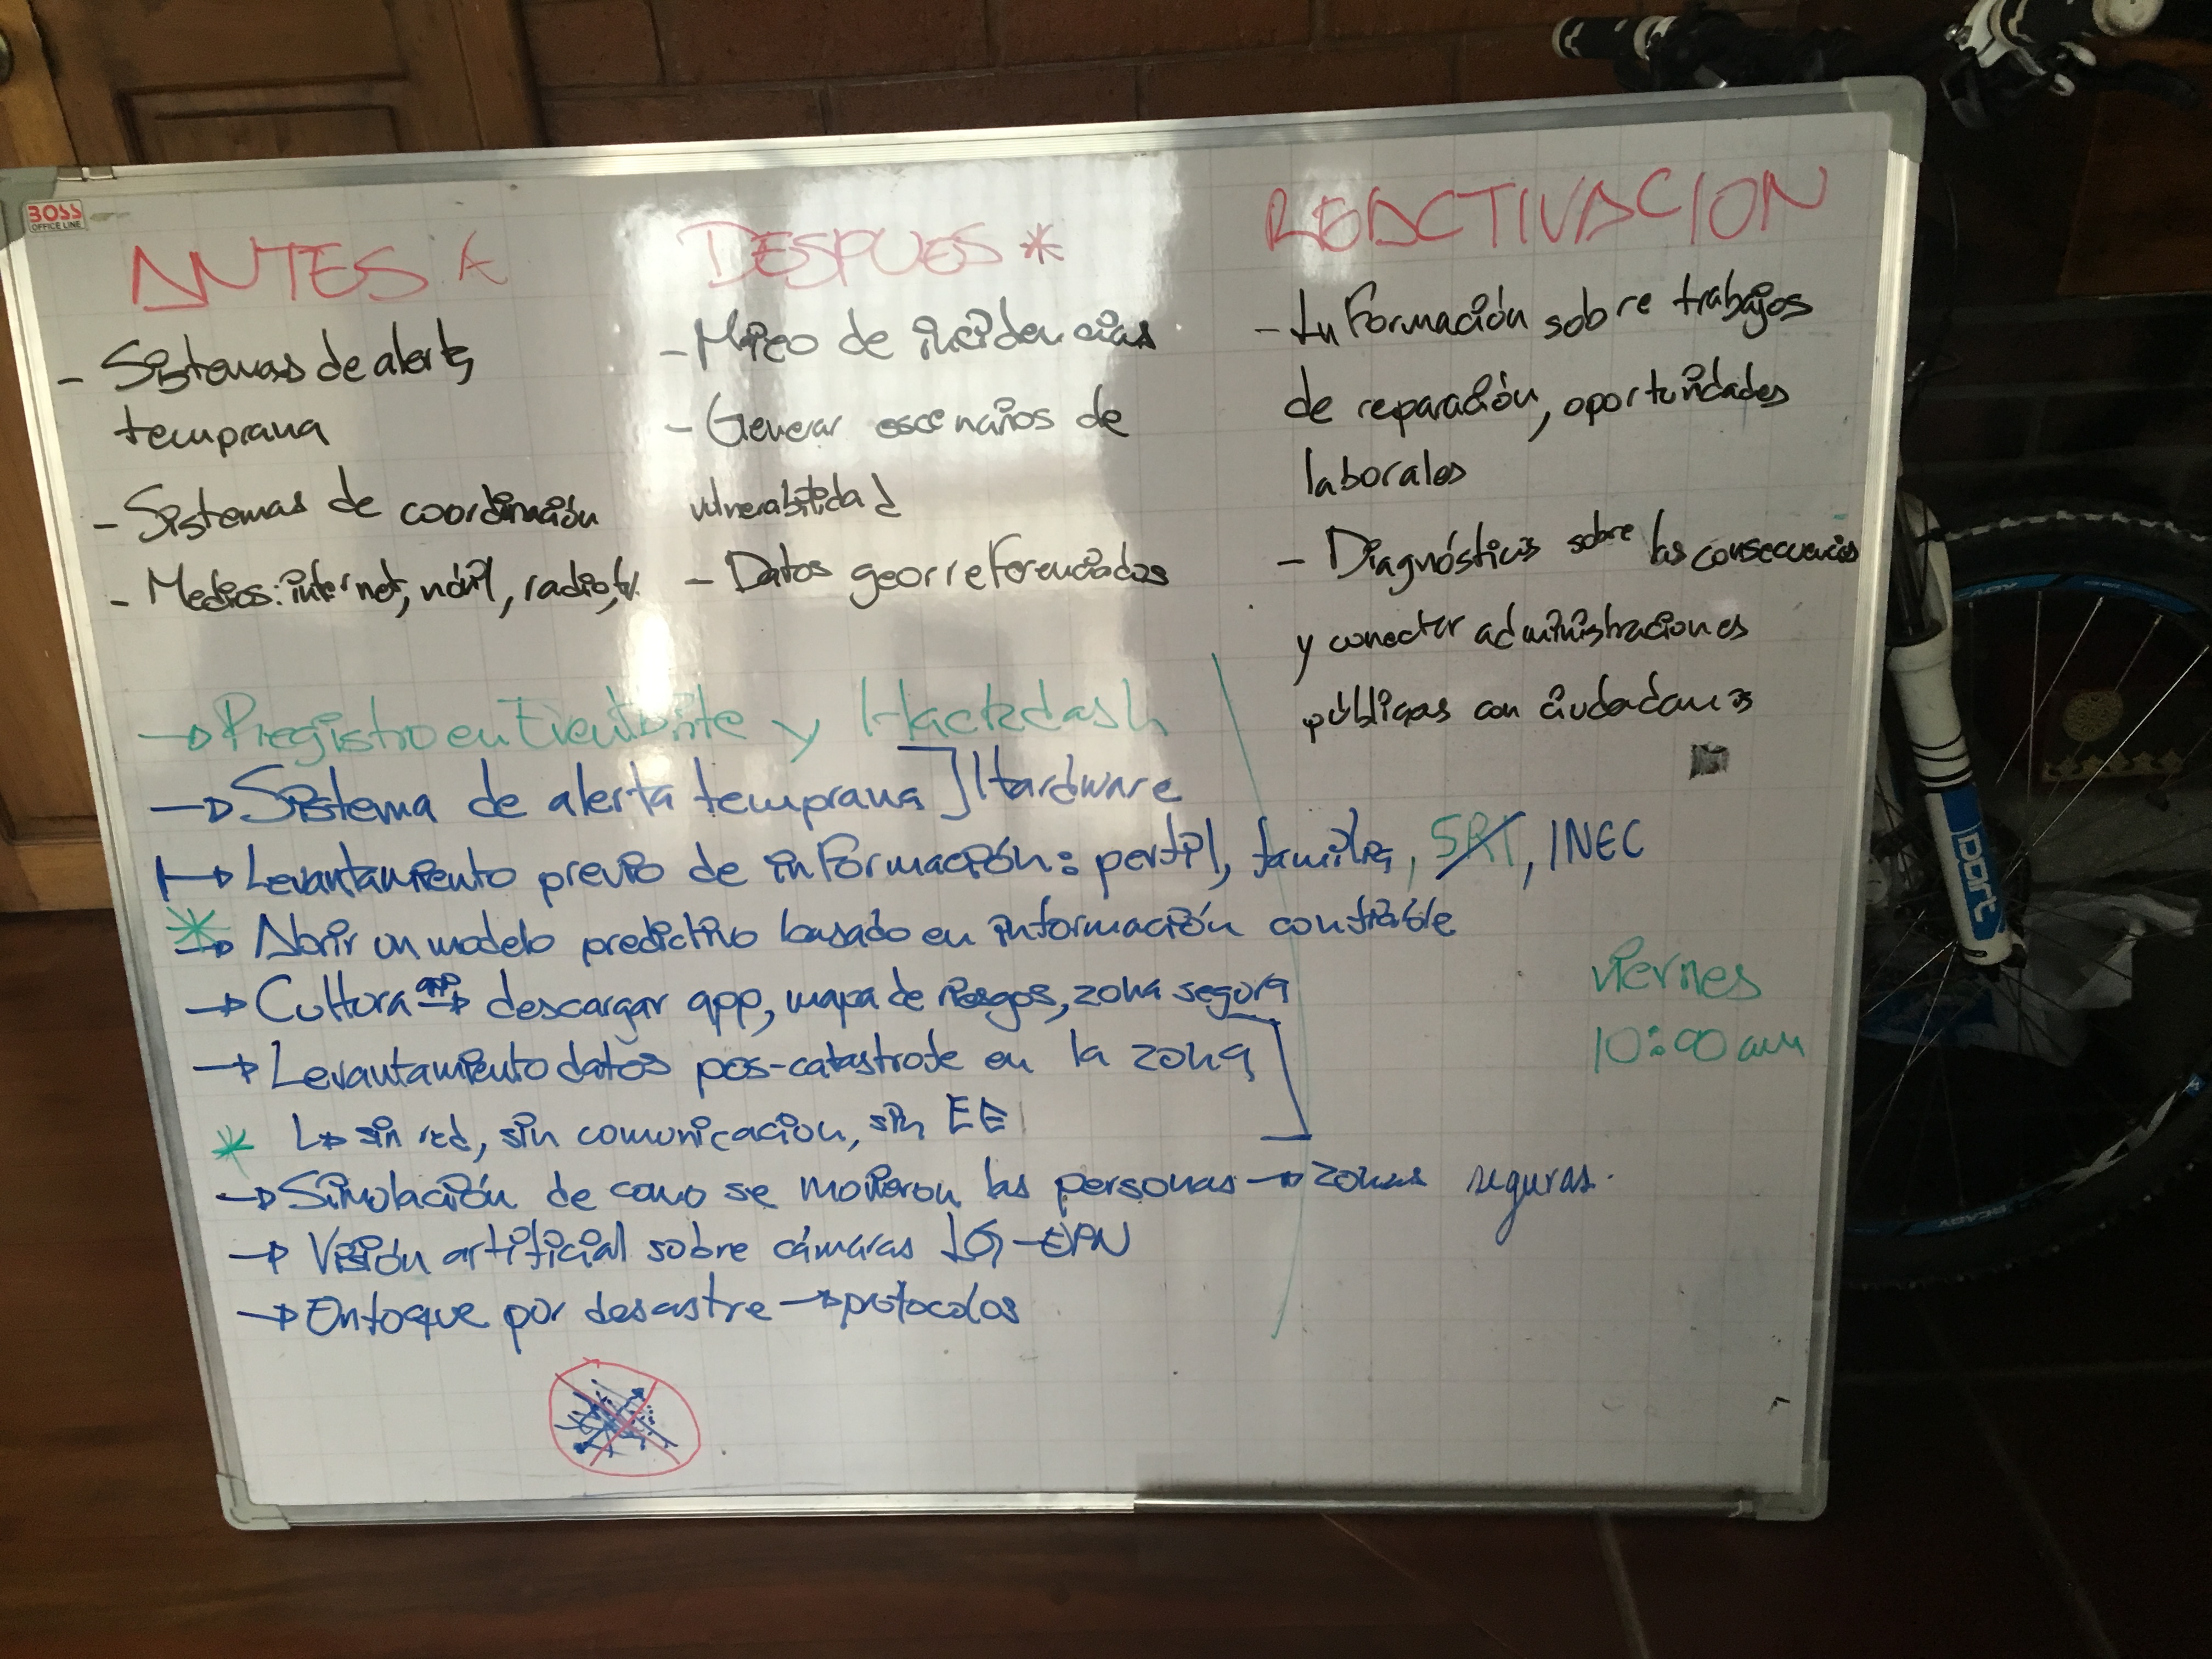 BOSS
OFFICE LINE
ANTES
- Sistemas de alerta
temprana
- Sistemas de coordinación
- Medios: internet, móvil, radio, tv.
DESPUES *
- de incidencias
- Generar escenarios de
vulnerabilidad
- Datos georreferenciados
REACTIVACION
- Información sobre trabajos
de reparación, oportunidades
laborales
- Diagnósticos sobre las consecuencias
y conectar administraciones
públicas con ciudadanos
→ Registro en Eventbrite y Hackdash
→ Sistema de alerta temprana ] Hardware
→ Levantamiento previo de información: perfil, familia, SRI, INEC
* → Abrir un modelo predictivo basado en información confiable
→ Cultura app → descargar app, mapa de riesgos, zona segura
→ Levantamiento datos pos-catastrofe en la zona
* ↳ sin red, sin comunicacion, sin EE
→ Simulación de como se movieron las personas → zonas seguras.
→ Visión artificial sobre cámaras IG-EPN
→ Enfoque por desastre → protocolos
viernes
10:00 am
DART
READY